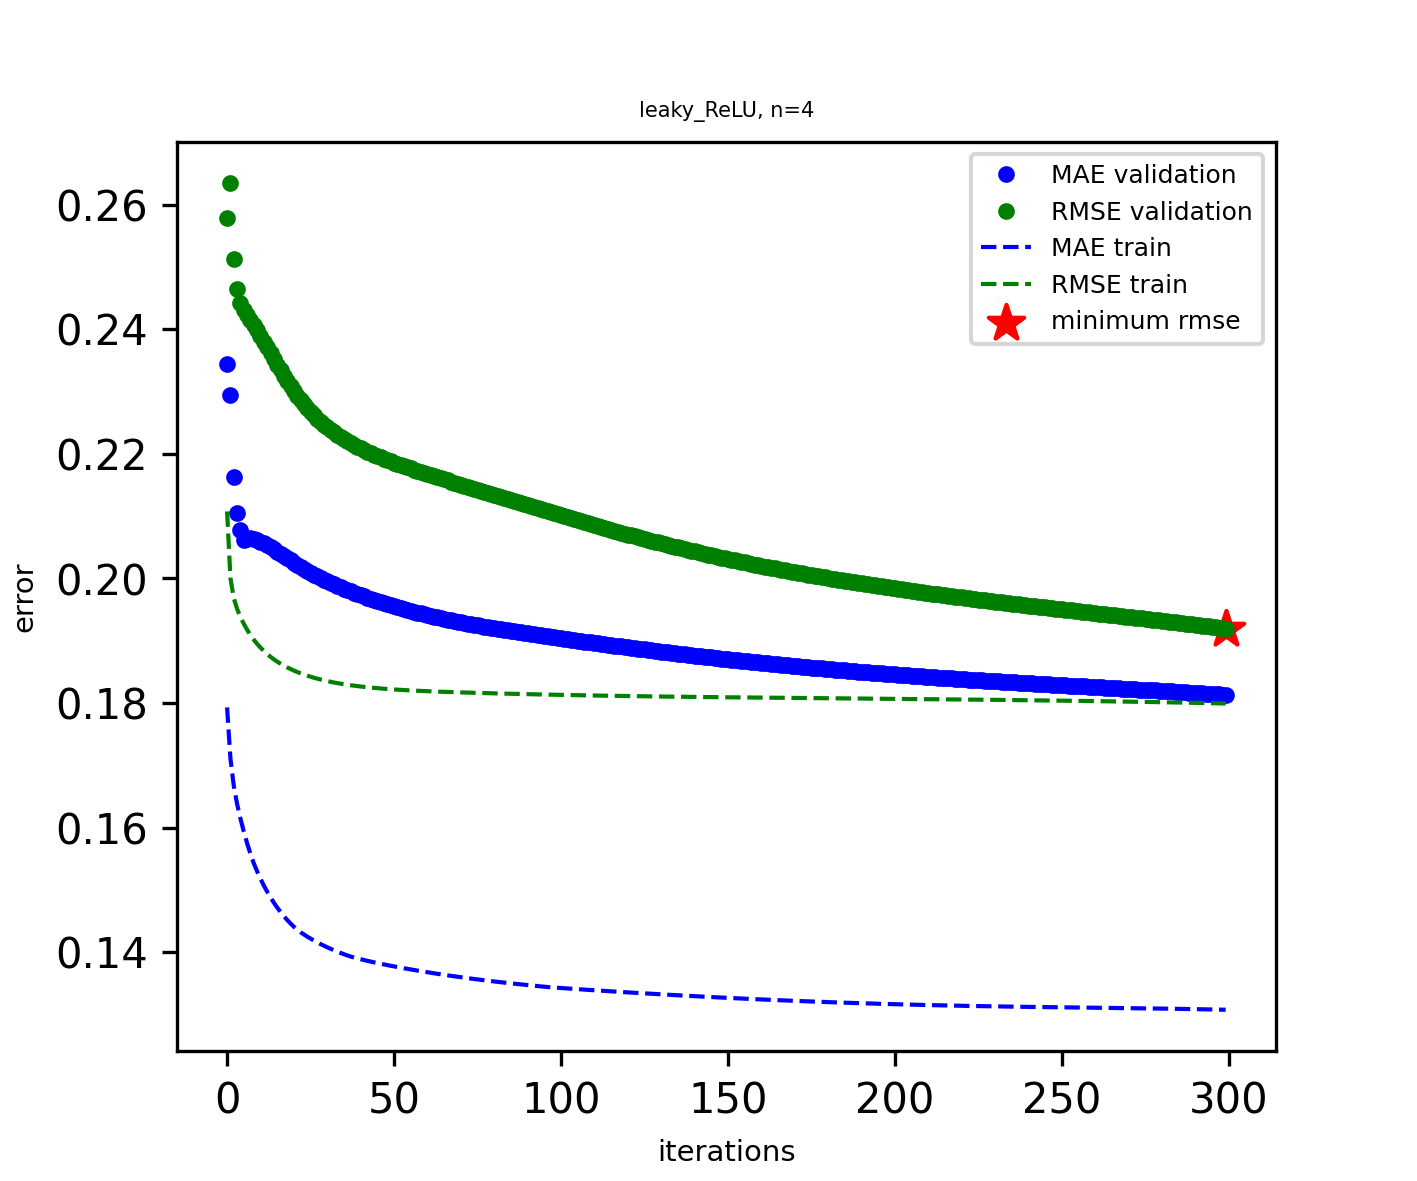 leaky_ReLU, n=4
MAE validation
RMSE validation
MAE train
RMSE train
minimum rmse
error
0.26
0.24
0.22
0.20
0.18
0.16
0.14
0 50 100 150 200 250 300
iterations